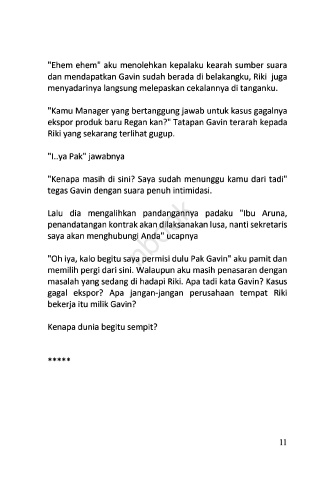 "Ehem ehem" aku menolehkan kepalaku kearah sumber suara
dan mendapatkan Gavin sudah berada di belakangku, Riki juga
menyadarinya langsung melepaskan cekalannya di tanganku.
"Kamu Manager yang bertanggung jawab untuk kasus gagalnya
ekspor produk baru Regan kan?" Tatapan Gavin terarah kepada
Riki yang sekarang terlihat gugup.
"I..ya Pak" jawabnya
"Kenapa masih di sini? Saya sudah menunggu kamu dari tadi"
tegas Gavin dengan suara penuh intimidasi.
Lalu dia mengalihkan pandangannya padaku "Ibu Aruna,
penandatangan kontrak akan dilaksanakan lusa, nanti sekretaris
saya akan menghubungi Anda" ucapnya
"Oh iya, kalo begitu saya permisi dulu Pak Gavin" aku pamit dan
memilih pergi dari sini. Walaupun aku masih penasaran dengan
masalah yang sedang di hadapi Riki. Apa tadi kata Gavin? Kasus
gagal ekspor? Apa jangan-jangan perusahaan tempat Riki
bekerja itu milik Gavin?
Kenapa dunia begitu sempit?
*****
11